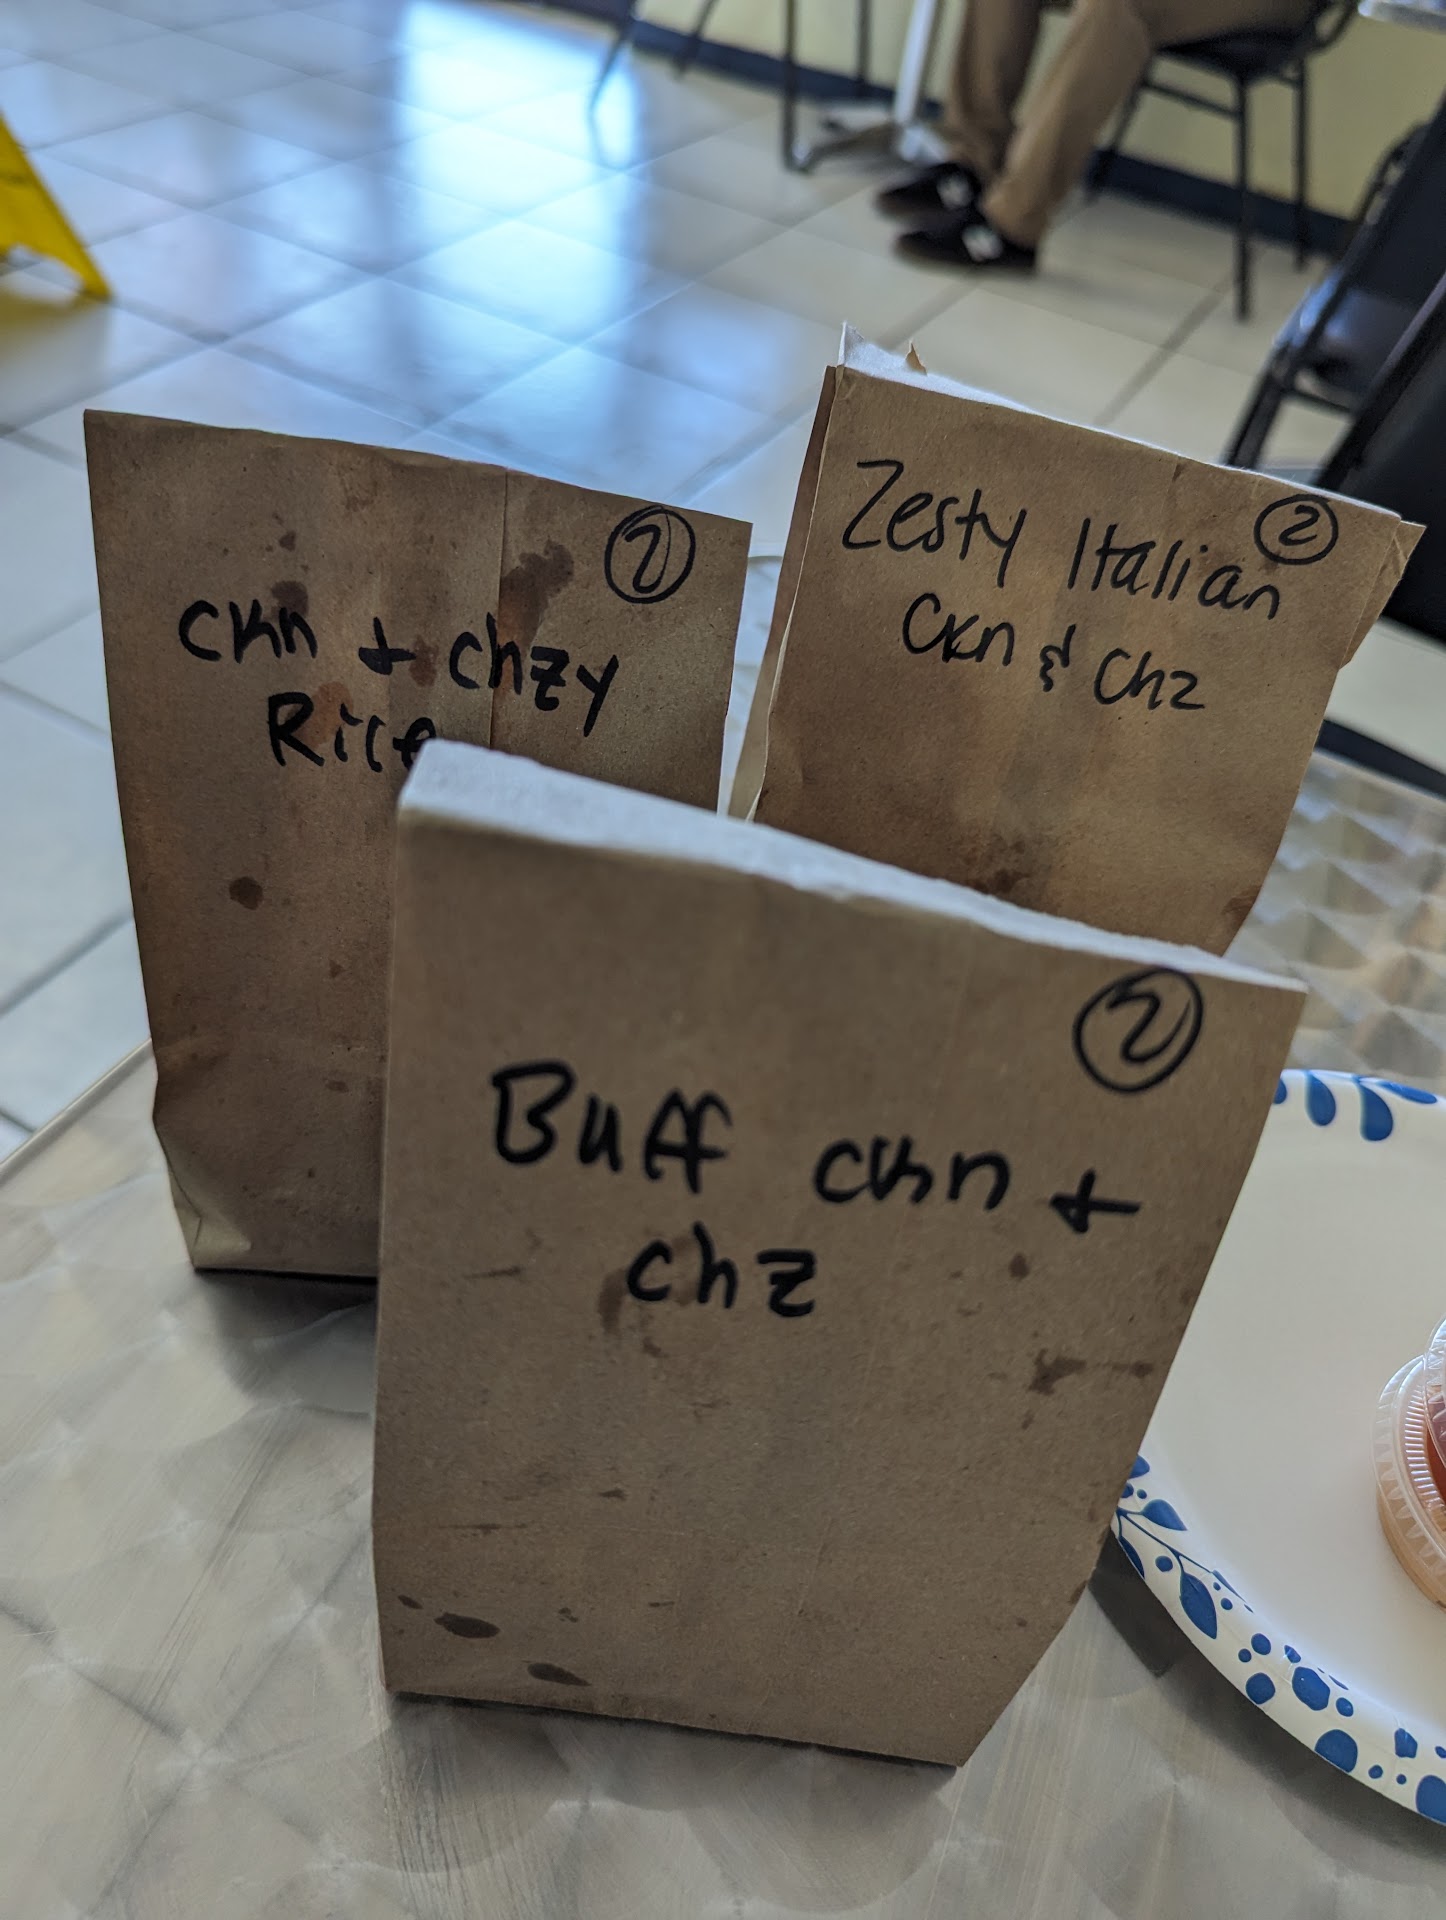 2
ckn + chzy
Rice
2
Zesty Italian
Ckn & Chz
2
Buff ckn +
chz